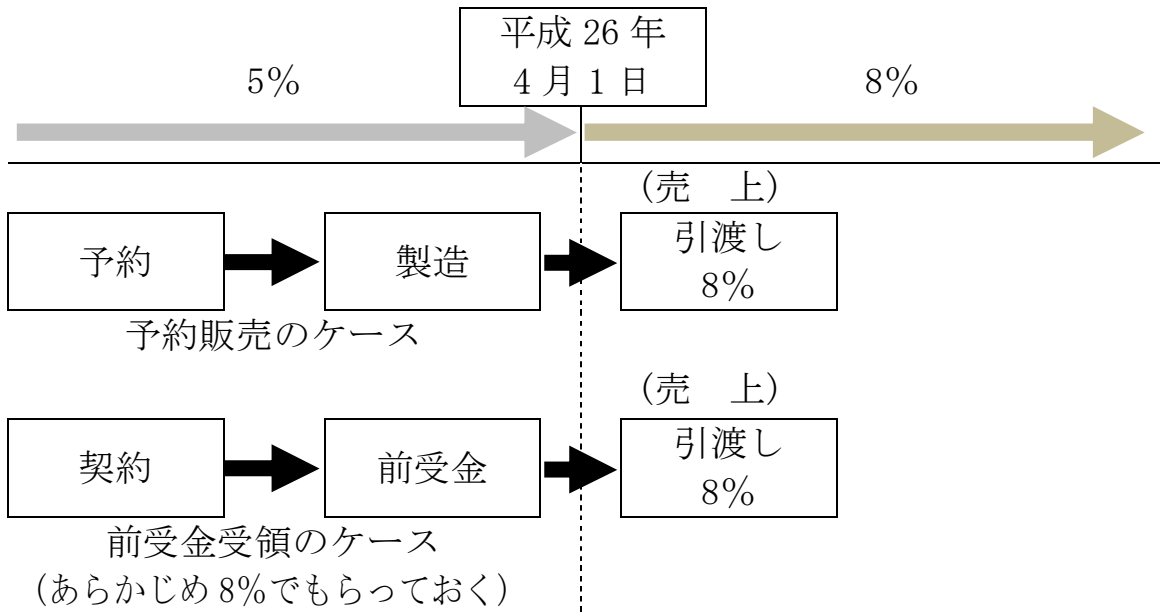 平成 26 年
4 月 1 日
5%
8%
(売　上)
予約
製造
引渡し
8%
予約販売のケース
(売　上)
契約
前受金
引渡し
8%
前受金受領のケース
(あらかじめ 8%でもらっておく)